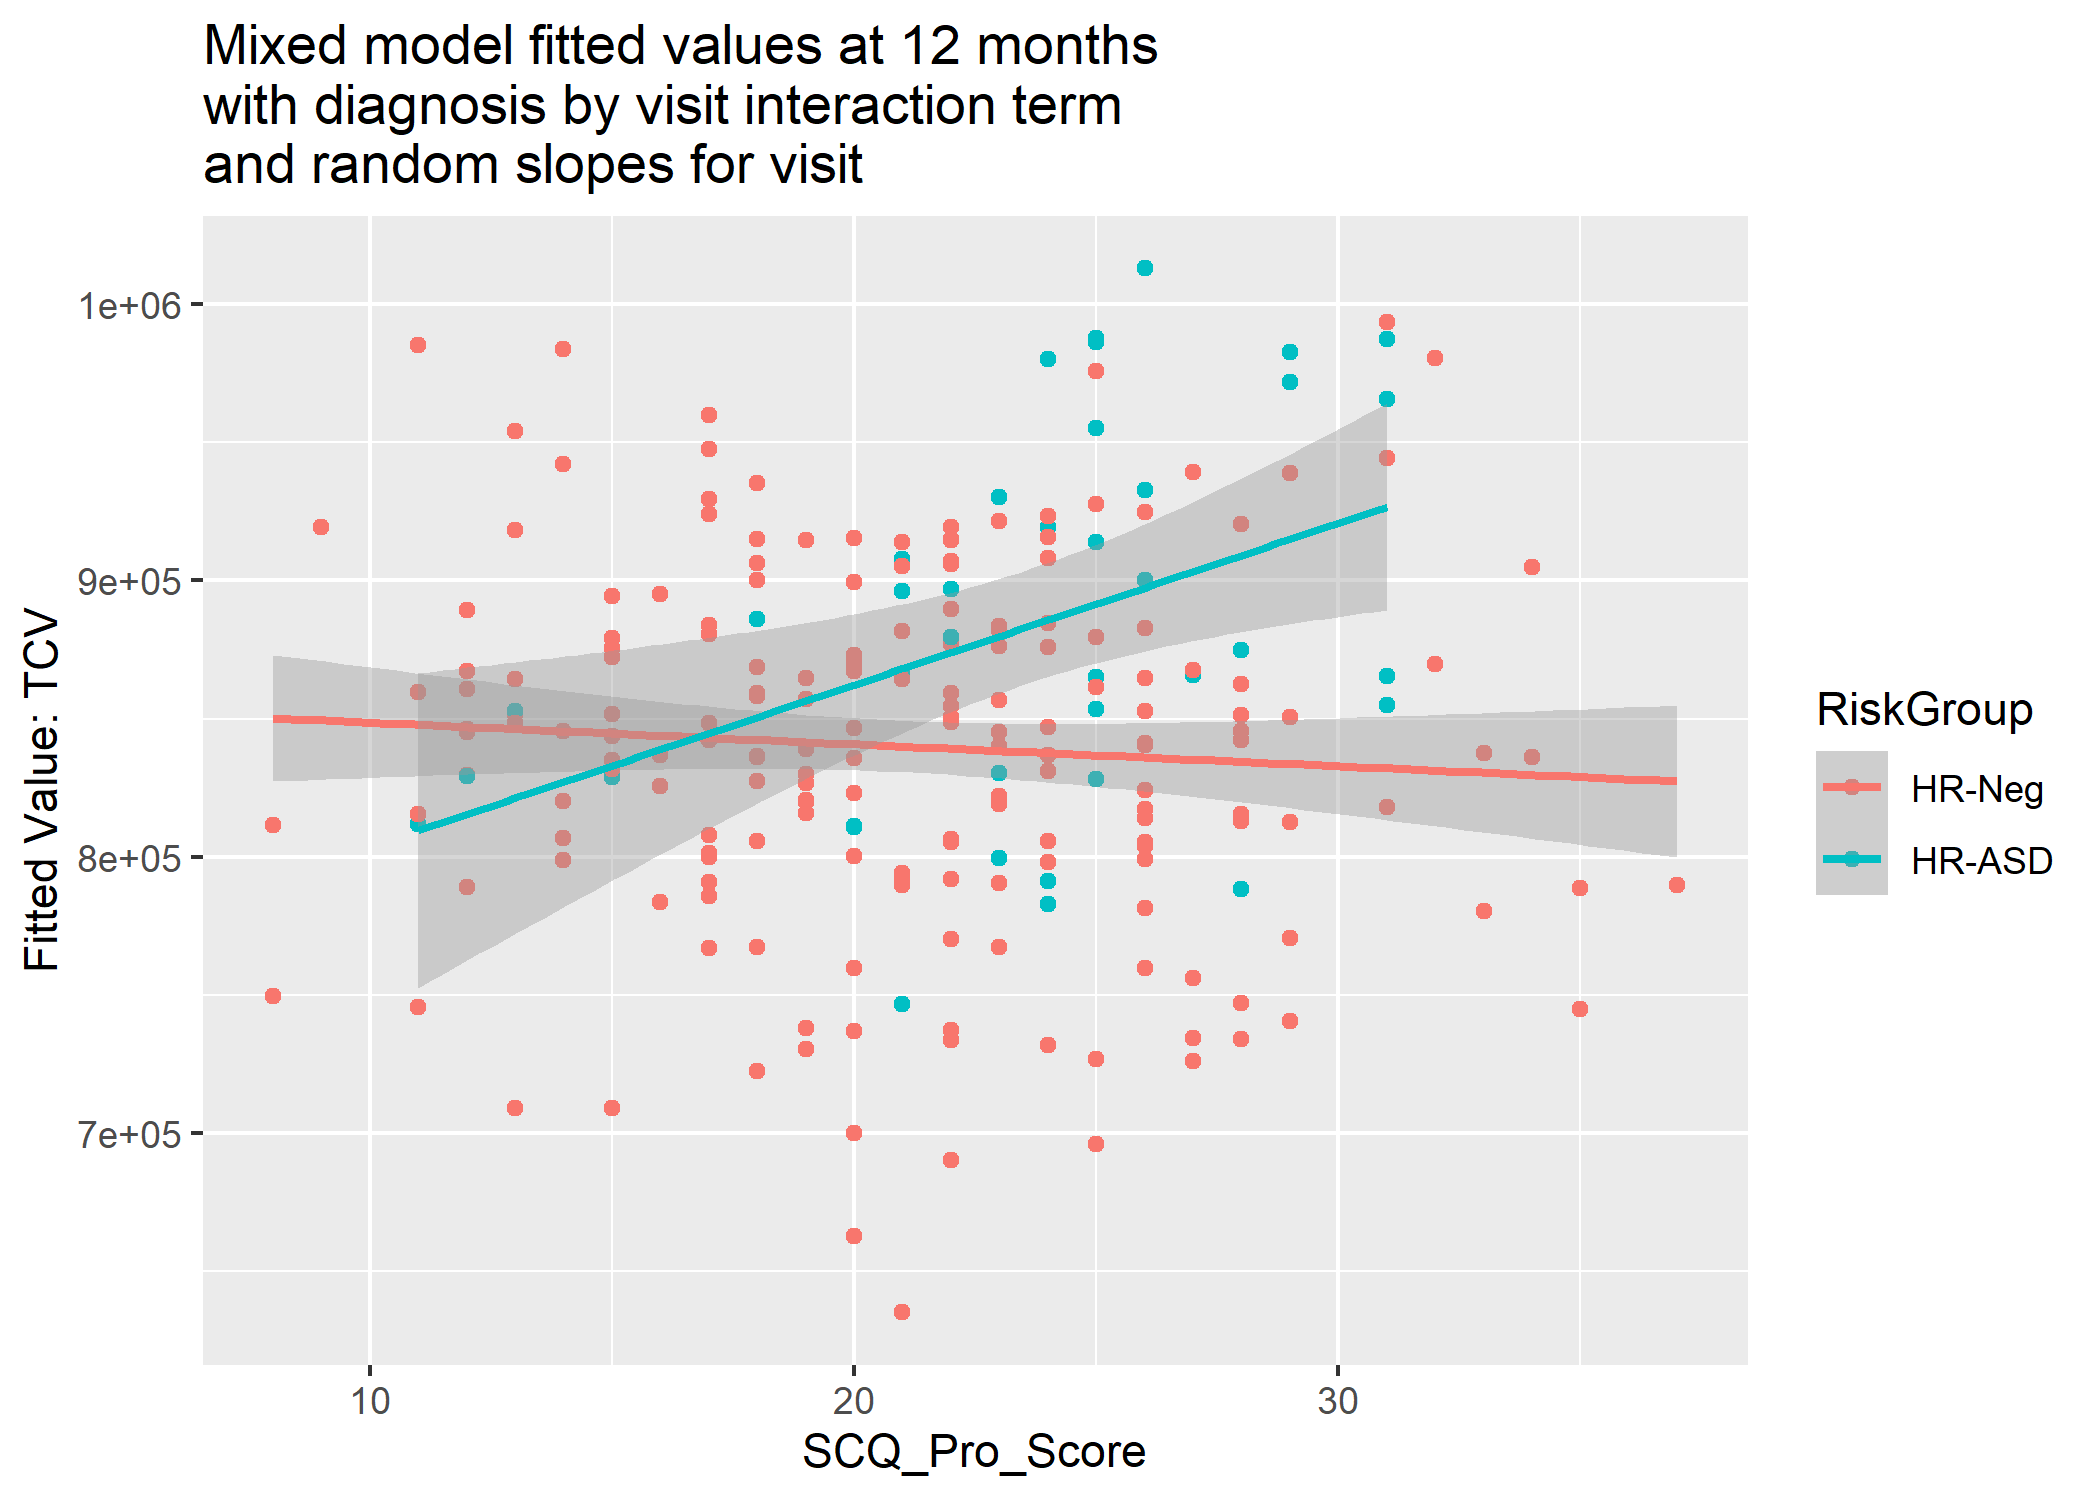 Mixed model fitted values at 12 months
with diagnosis by visit interaction term
and random slopes for visit
1e+06
9e+05
8e+05
7e+05
Fitted Value: TCV
10
20
30
SCQ_Pro_Score
RiskGroup
HR-Neg
HR-ASD